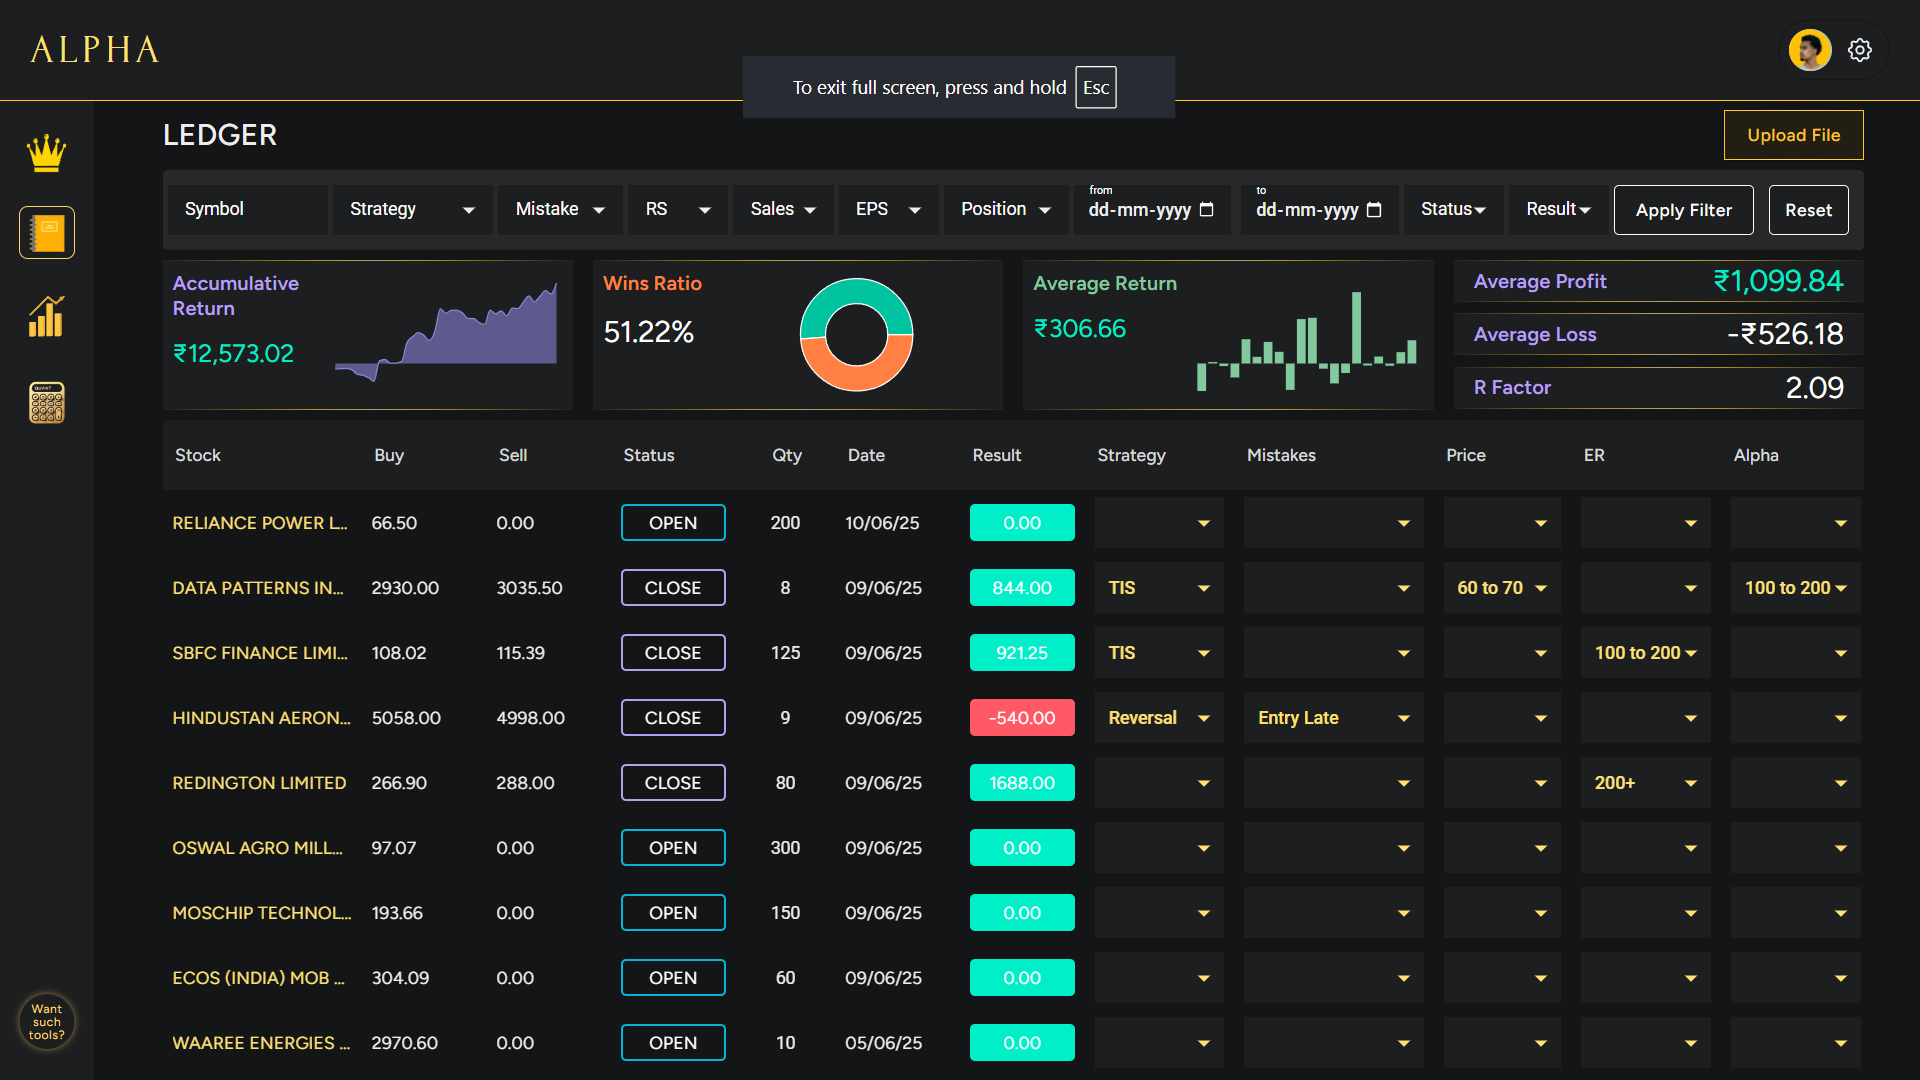 ALPHA
To exit full screen, press and hold Esc
LEDGER
Upload File
Symbol Strategy Mistake RS Sales EPS Position from dd-mm-yyyy to dd-mm-yyyy Status Result Apply Filter Reset
Accumulative
Return
₹12,573.02
Wins Ratio
51.22%
Average Return
₹306.66
Average Profit ₹1,099.84
Average Loss -₹526.18
R Factor 2.09
Stock Buy Sell Status Qty Date Result Strategy Mistakes Price ER Alpha
RELIANCE POWER L... 66.50 0.00 OPEN 200 10/06/25 0.00
DATA PATTERNS IN... 2930.00 3035.50 CLOSE 8 09/06/25 844.00 TIS 60 to 70 100 to 200
SBFC FINANCE LIMI... 108.02 115.39 CLOSE 125 09/06/25 921.25 TIS 100 to 200
HINDUSTAN AERON... 5058.00 4998.00 CLOSE 9 09/06/25 -540.00 Reversal Entry Late
REDINGTON LIMITED 266.90 288.00 CLOSE 80 09/06/25 1688.00 200+
OSWAL AGRO MILL... 97.07 0.00 OPEN 300 09/06/25 0.00
MOSCHIP TECHNOL... 193.66 0.00 OPEN 150 09/06/25 0.00
ECOS (INDIA) MOB ... 304.09 0.00 OPEN 60 09/06/25 0.00
WAAREE ENERGIES ... 2970.60 0.00 OPEN 10 05/06/25 0.00
QUANT
Want
such
tools?